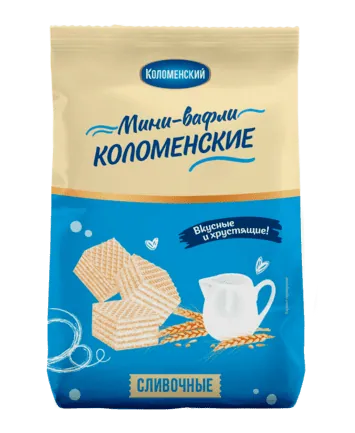 Коломенский
Мини-вафли
КОЛОМЕНСКИЕ
Вкусные
и хрустящие!
СЛИВОЧНЫЕ